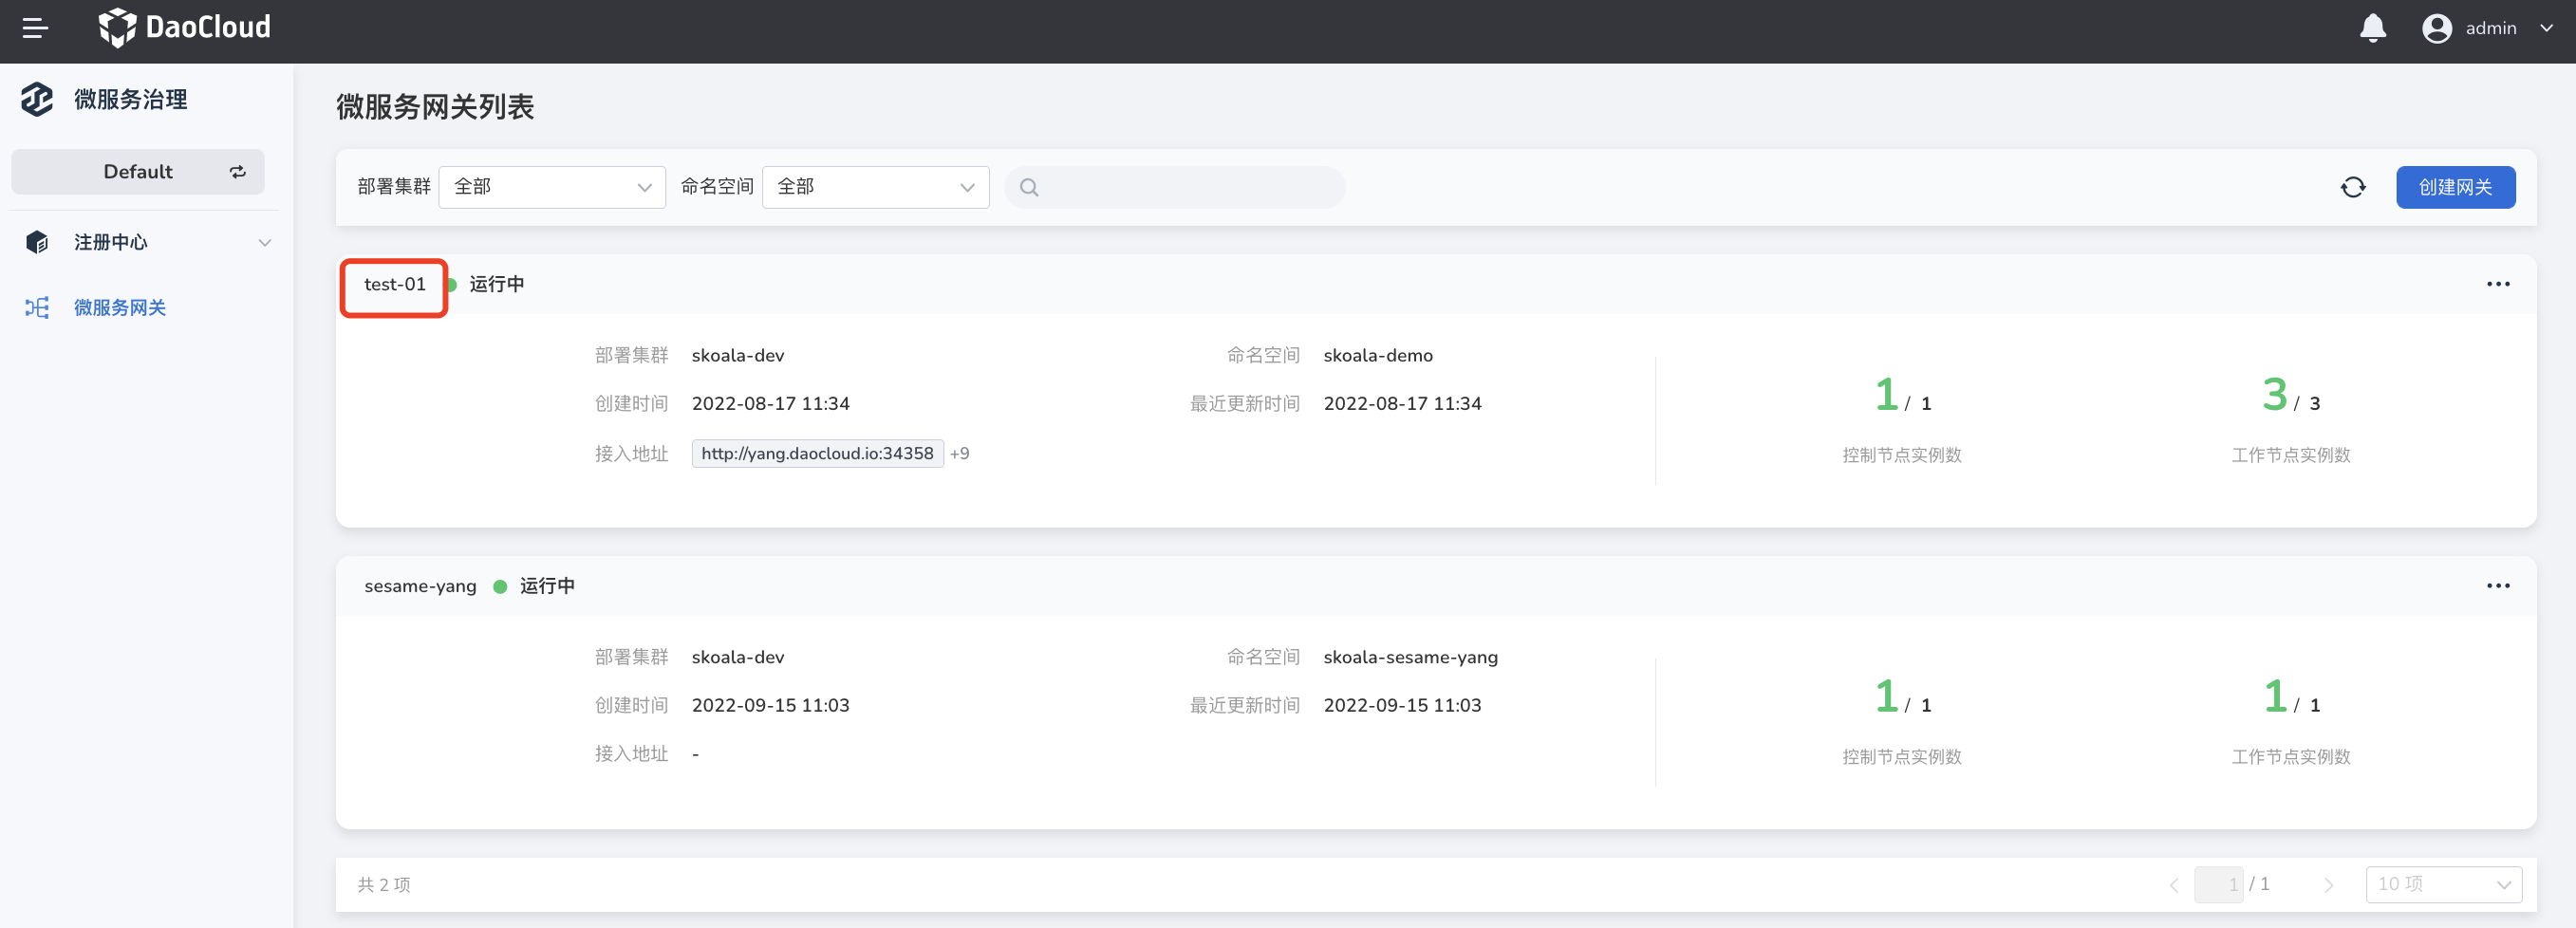 DaoCloud
admin
微服务治理
Default
注册中心
微服务网关
微服务网关列表
部署集群 全部 命名空间 全部
创建网关
test-01 运行中
部署集群 skoala-dev 命名空间 skoala-demo
创建时间 2022-08-17 11:34 最近更新时间 2022-08-17 11:34
接入地址 http://yang.daocloud.io:34358 +9
1 / 1 3 / 3
控制节点实例数 工作节点实例数
sesame-yang 运行中
部署集群 skoala-dev 命名空间 skoala-sesame-yang
创建时间 2022-09-15 11:03 最近更新时间 2022-09-15 11:03
接入地址 -
1 / 1 1 / 1
控制节点实例数 工作节点实例数
共 2 项 1 / 1 10 项